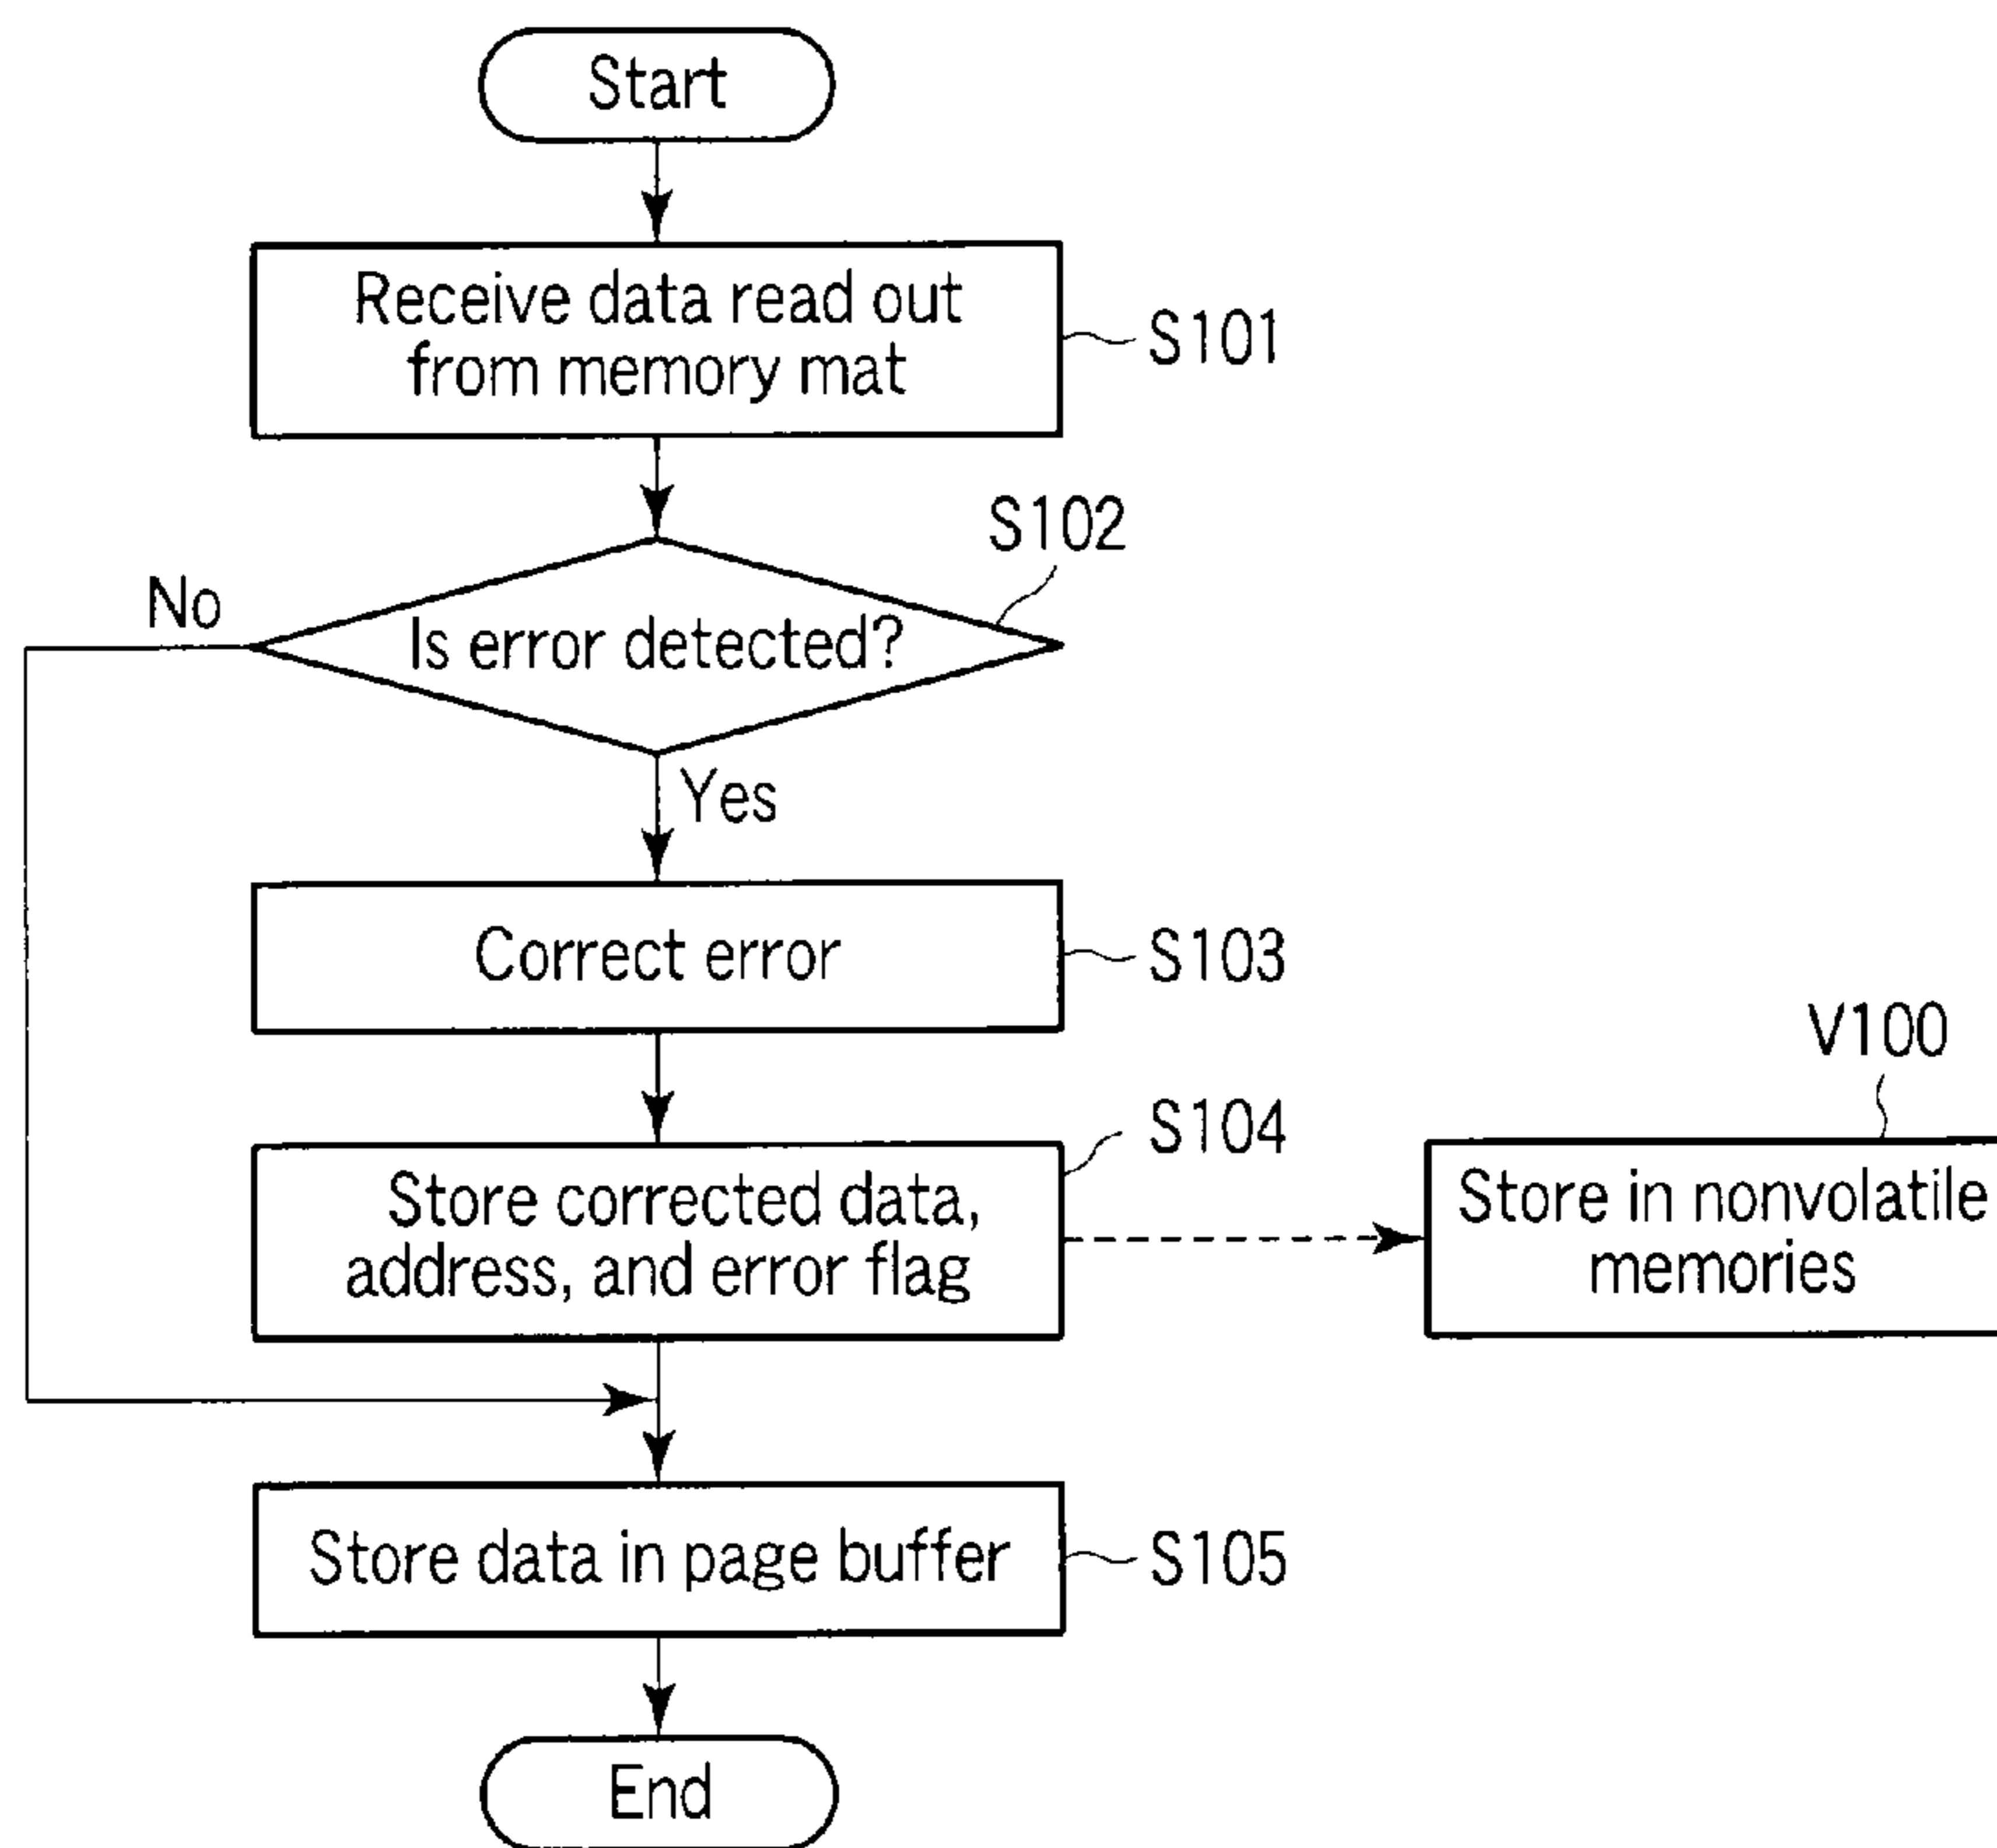 Start
Receive data read out
from memory mat
S101
S102
No
Is error detected?
Yes
Correct error
S103
V100
S104
Store corrected data,
address, and error flag
Store in nonvolatile
memories
Store data in page buffer
S105
End